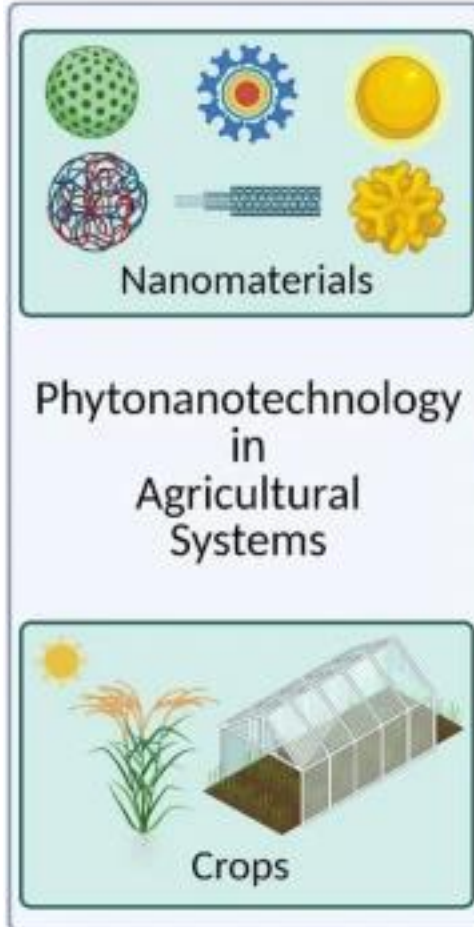 Nanomaterials
Phytonanotechnology
in
Agricultural
Systems
Crops